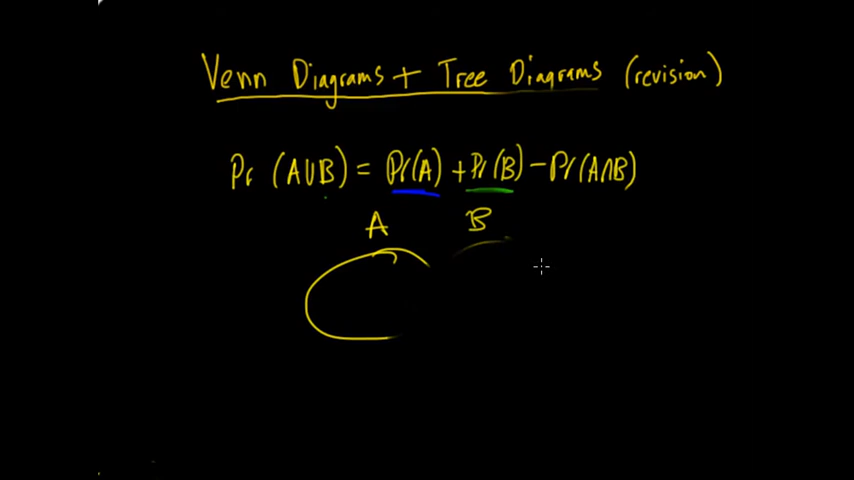 Venn Diagrams + Tree Diagrams (revision)
Pr (A∪B) = Pr(A) + Pr(B) - Pr(A∩B)
A B